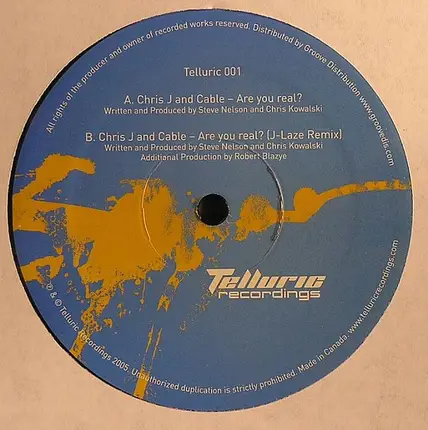 All rights of the producer and owner of recorded works reserved. Distributed by Groove Distribution www.groovedis.com
Telluric 001
A. Chris J and Cable – Are you real?
Written and Produced by Steve Nelson and Chris Kowalski
B. Chris J and Cable – Are you real? (J-Laze Remix)
Written and Produced by Steve Nelson and Chris Kowalski
Additional Production by Robert Blazye
Telluric
recordings
℗ & © Telluric Recordings 2005. Unauthorized duplication is strictly prohibited. Made in Canada. www.telluricrecordings.com